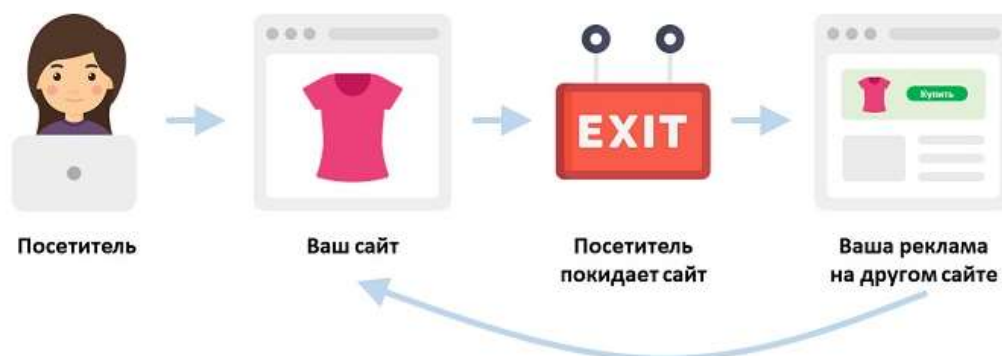 Купить
EXIT
Посетитель
Ваш сайт
Посетитель
покидает сайт
Ваша реклама
на другом сайте